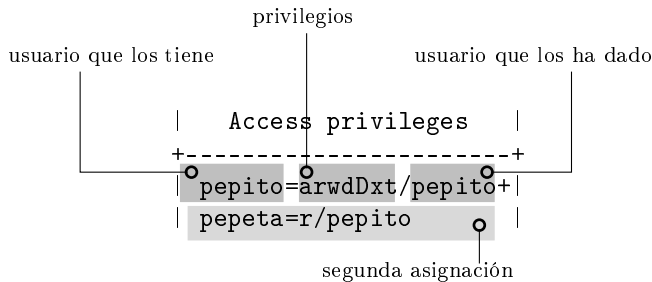 privilegios
usuario que los tiene
usuario que los ha dado
| Access privileges |
+--------------------+
| pepito=arwdDxt/pepito+|
| pepeta=r/pepito |
segunda asignación